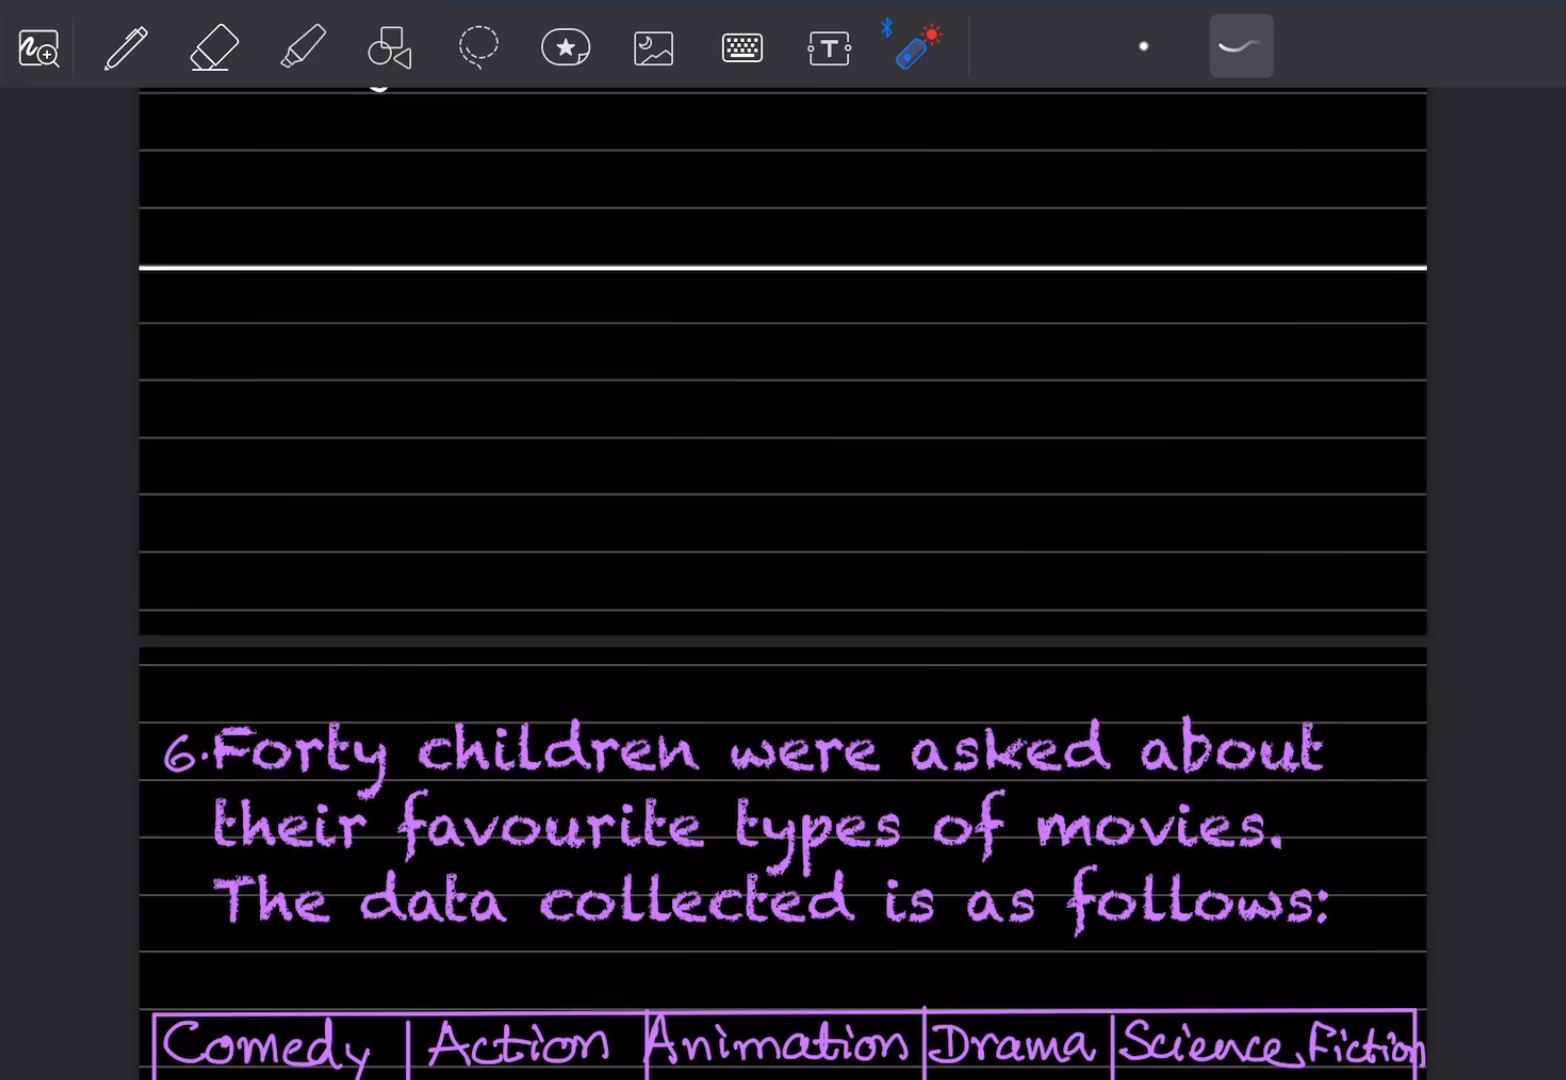 6. Forty children were asked about
their favourite types of movies.
The data collected is as follows:
Comedy Action Animation Drama Science Fiction